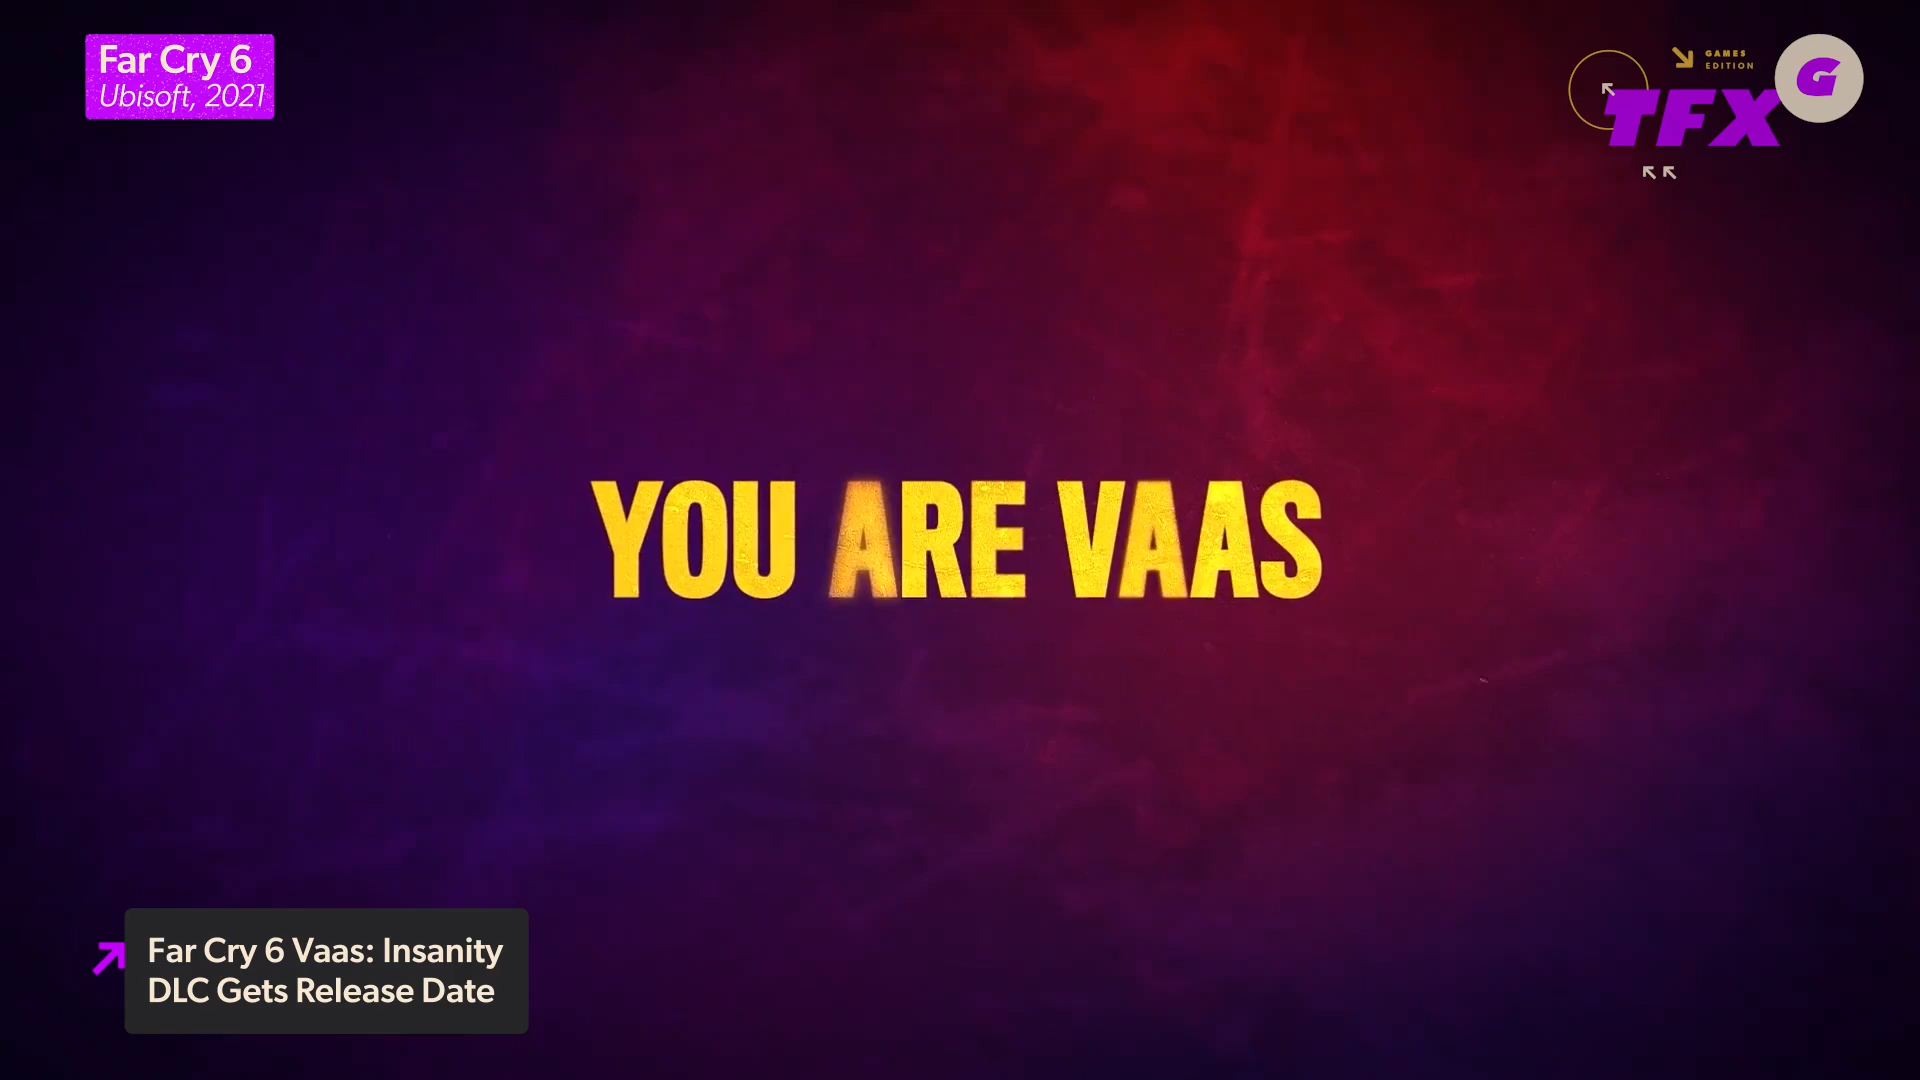 Far Cry 6
Ubisoft, 2021
GAMES
EDITION
TFX
G
YOU ARE VAAS
Far Cry 6 Vaas: Insanity
DLC Gets Release Date